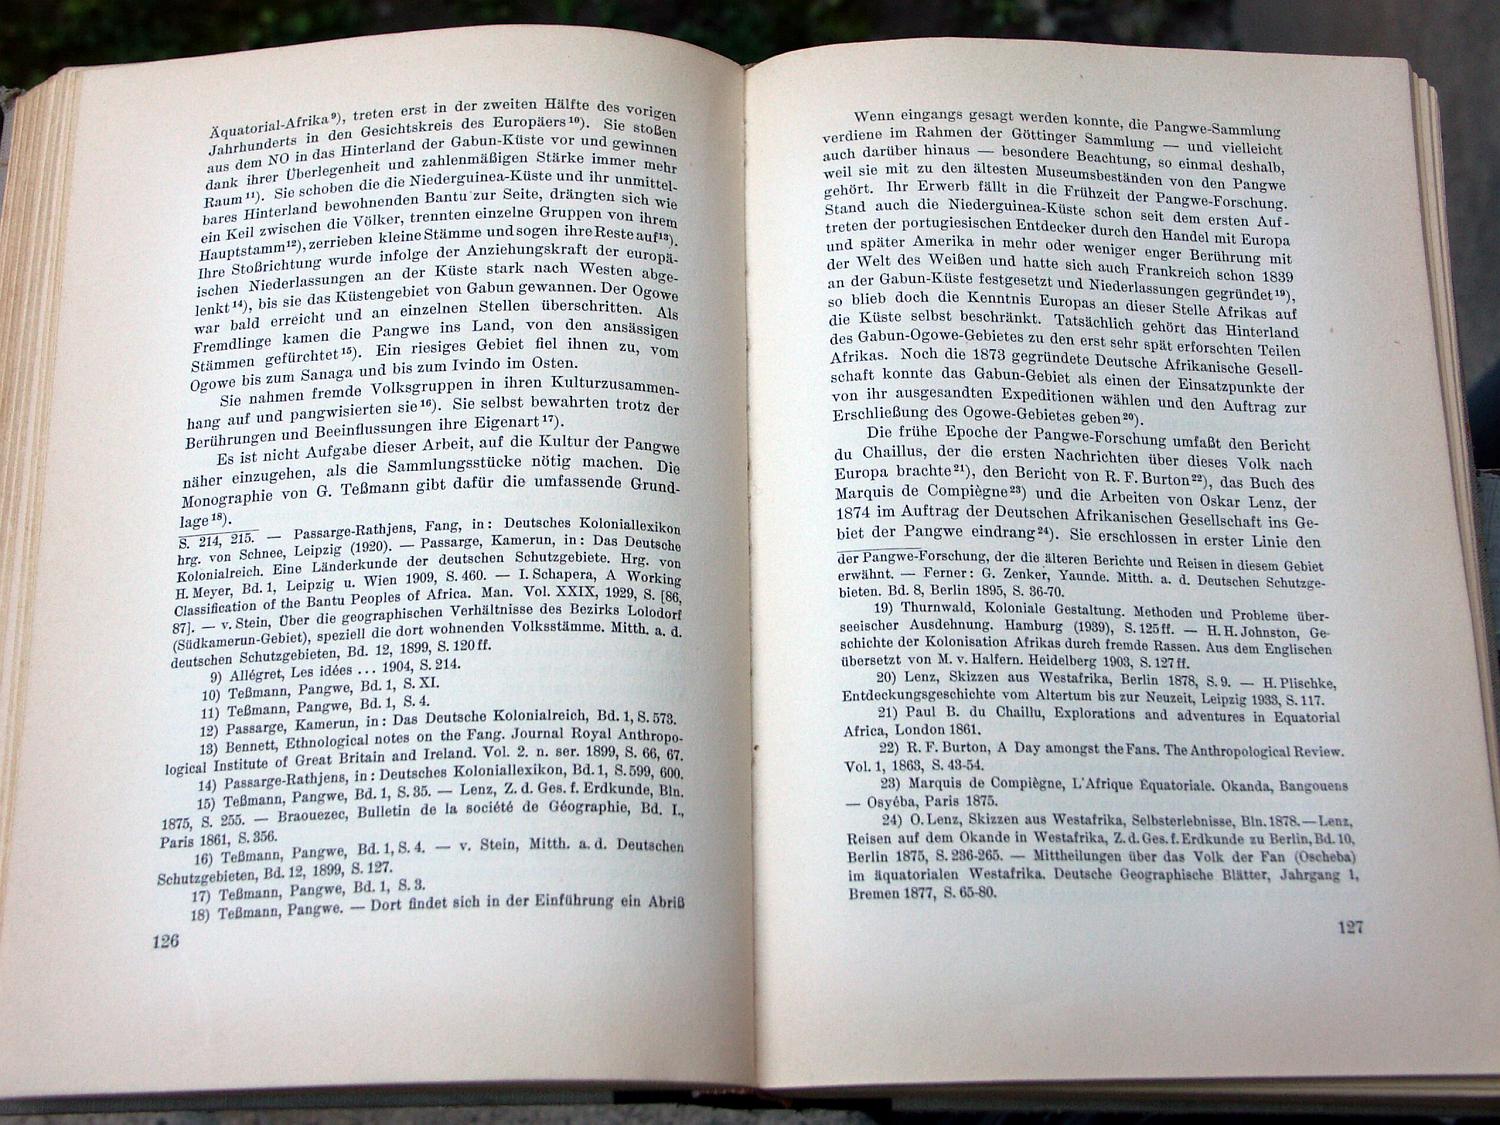 Äquatorial-Afrika⁹), treten erst in der zweiten Hälfte des vorigen
Jahrhunderts in den Gesichtskreis des Europäers¹⁰). Sie stoßen
aus dem NO in das Hinterland der Gabun-Küste vor und gewinnen
dank ihrer Überlegenheit und zahlenmäßigen Stärke immer mehr
Raum¹¹). Sie schoben die die Niederguinea-Küste und ihr unmittel-
bares Hinterland bewohnenden Bantu zur Seite, drängten sich wie
ein Keil zwischen die Völker, trennten einzelne Gruppen von ihrem
Hauptstamm¹²), zerrieben kleine Stämme und sogen ihre Reste auf¹³).
Ihre Stoßrichtung wurde infolge der Anziehungskraft der europä-
ischen Niederlassungen an der Küste stark nach Westen abge-
lenkt¹⁴), bis sie das Küstengebiet von Gabun gewannen. Der Ogowe
war bald erreicht und an einzelnen Stellen überschritten. Als
Fremdlinge kamen die Pangwe ins Land, von den ansässigen
Stämmen gefürchtet¹⁵). Ein riesiges Gebiet fiel ihnen zu, vom
Ogowe bis zum Sanaga und bis zum Ivindo im Osten.
Sie nahmen fremde Volksgruppen in ihren Kulturzusammen-
hang auf und pangwisierten sie¹⁶). Sie selbst bewahrten trotz der
Berührungen und Beeinflussungen ihre Eigenart¹⁷).
Es ist nicht Aufgabe dieser Arbeit, auf die Kultur der Pangwe
näher einzugehen, als die Sammlungsstücke nötig machen. Die
Monographie von G. Teßmann gibt dafür die umfassende Grund-
lage¹⁸).
S. 214, 215. — Passarge-Rathjens, Fang, in: Deutsches Koloniallexikon
hrg. von Schnee, Leipzig (1920). — Passarge, Kamerun, in: Das Deutsche
Kolonialreich. Eine Länderkunde der deutschen Schutzgebiete. Hrg. von
H. Meyer, Bd. 1, Leipzig u. Wien 1909, S. 460. — I. Schapera, A Working
Classification of the Bantu Peoples of Africa. Man. Vol. XXIX, 1929, S. [86,
87]. — v. Stein, Über die geographischen Verhältnisse des Bezirks Lolodorf
(Südkamerun-Gebiet), speziell die dort wohnenden Volksstämme. Mitth. a. d.
deutschen Schutzgebieten, Bd. 12, 1899, S. 120 ff.
9) Allégret, Les idées ... 1904, S. 214.
10) Teßmann, Pangwe, Bd. 1, S. XI.
11) Teßmann, Pangwe, Bd. 1, S. 4.
12) Passarge, Kamerun, in: Das Deutsche Kolonialreich, Bd. 1, S. 573.
13) Bennett, Ethnological notes on the Fang. Journal Royal Anthropo-
logical Institute of Great Britain and Ireland. Vol. 2. n. ser. 1899, S. 66, 67.
14) Passarge-Rathjens, in: Deutsches Koloniallexikon, Bd. 1, S. 599, 600.
15) Teßmann, Pangwe, Bd. 1, S. 35. — Lenz, Z. d. Ges. f. Erdkunde, Bln.
1875, S. 255. — Braouezec, Bulletin de la société de Géographie, Bd. I.,
Paris 1861, S. 356.
16) Teßmann, Pangwe, Bd. 1, S. 4. — v. Stein, Mitth. a. d. Deutschen
Schutzgebieten, Bd. 12, 1899, S. 127.
17) Teßmann, Pangwe, Bd. 1, S. 3.
18) Teßmann, Pangwe. — Dort findet sich in der Einführung ein Abriß
126
Wenn eingangs gesagt werden konnte, die Pangwe-Sammlung
verdiene im Rahmen der Göttinger Sammlung — und vielleicht
auch darüber hinaus — besondere Beachtung, so einmal deshalb,
weil sie mit zu den ältesten Museumsbeständen von den Pangwe
gehört. Ihr Erwerb fällt in die Frühzeit der Pangwe-Forschung.
Stand auch die Niederguinea-Küste schon seit dem ersten Auf-
treten der portugiesischen Entdecker durch den Handel mit Europa
und später Amerika in mehr oder weniger enger Berührung mit
der Welt des Weißen und hatte sich auch Frankreich schon 1839
an der Gabun-Küste festgesetzt und Niederlassungen gegründet¹⁹),
so blieb doch die Kenntnis Europas an dieser Stelle Afrikas auf
die Küste selbst beschränkt. Tatsächlich gehört das Hinterland
des Gabun-Ogowe-Gebietes zu den erst sehr spät erforschten Teilen
Afrikas. Noch die 1873 gegründete Deutsche Afrikanische Gesell-
schaft konnte das Gabun-Gebiet als einen der Einsatzpunkte der
von ihr ausgesandten Expeditionen wählen und den Auftrag zur
Erschließung des Ogowe-Gebietes geben²⁰).
Die frühe Epoche der Pangwe-Forschung umfaßt den Bericht
du Chaillus, der die ersten Nachrichten über dieses Volk nach
Europa brachte²¹), den Bericht von R. F. Burton²²), das Buch des
Marquis de Compiègne²³) und die Arbeiten von Oskar Lenz, der
1874 im Auftrag der Deutschen Afrikanischen Gesellschaft ins Ge-
biet der Pangwe eindrang²⁴). Sie erschlossen in erster Linie den
der Pangwe-Forschung, der die älteren Berichte und Reisen in diesem Gebiet
erwähnt. — Ferner: G. Zenker, Yaunde. Mitth. a. d. Deutschen Schutzge-
bieten. Bd. 8, Berlin 1895, S. 36-70.
19) Thurnwald, Koloniale Gestaltung. Methoden und Probleme über-
seeischer Ausdehnung. Hamburg (1939), S. 125 ff. — H. H. Johnston, Ge-
schichte der Kolonisation Afrikas durch fremde Rassen. Aus dem Englischen
übersetzt von M. v. Halfern. Heidelberg 1903, S. 127 ff.
20) Lenz, Skizzen aus Westafrika, Berlin 1878, S. 9. — H. Plischke,
Entdeckungsgeschichte vom Altertum bis zur Neuzeit, Leipzig 1933, S. 117.
21) Paul B. du Chaillu, Explorations and adventures in Equatorial
Africa, London 1861.
22) R. F. Burton, A Day amongst the Fans. The Anthropological Review.
Vol. 1, 1863, S. 43-54.
23) Marquis de Compiègne, L'Afrique Equatoriale. Okanda, Bangouens
— Osyéba, Paris 1875.
24) O. Lenz, Skizzen aus Westafrika, Selbsterlebnisse, Bln. 1878. — Lenz,
Reisen auf dem Okande in Westafrika, Z. d. Ges. f. Erdkunde zu Berlin, Bd. 10,
Berlin 1875, S. 236-265. — Mittheilungen über das Volk der Fan (Oscheba)
im äquatorialen Westafrika. Deutsche Geographische Blätter, Jahrgang 1,
Bremen 1877, S. 65-80.
127